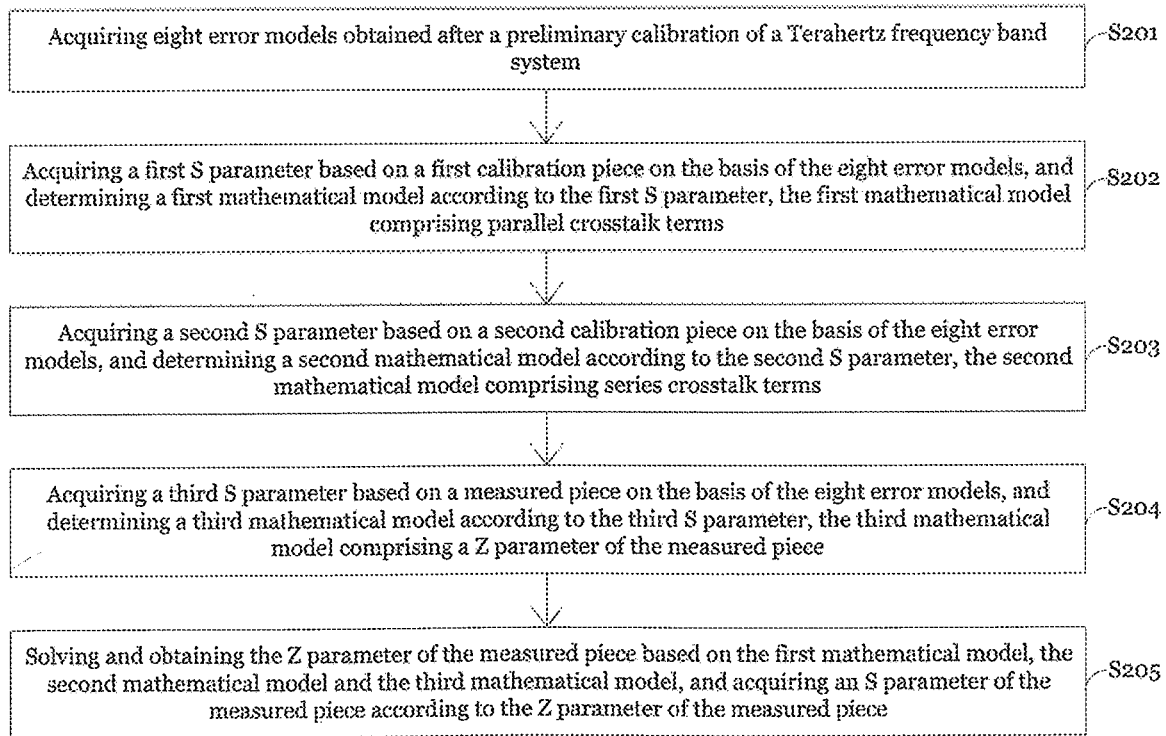 Acquiring eight error models obtained after a preliminary calibration of a Terahertz frequency band
system
S201
Acquiring a first S parameter based on a first calibration piece on the basis of the eight error models, and
determining a first mathematical model according to the first S parameter, the first mathematical model
comprising parallel crosstalk terms
S202
Acquiring a second S parameter based on a second calibration piece on the basis of the eight error
models, and determining a second mathematical model according to the second S parameter, the second
mathematical model comprising series crosstalk terms
S203
Acquiring a third S parameter based on a measured piece on the basis of the eight error models, and
determining a third mathematical model according to the third S parameter, the third mathematical
model comprising a Z parameter of the measured piece
S204
Solving and obtaining the Z parameter of the measured piece based on the first mathematical model, the
second mathematical model and the third mathematical model, and acquiring an S parameter of the
measured piece according to the Z parameter of the measured piece
S205